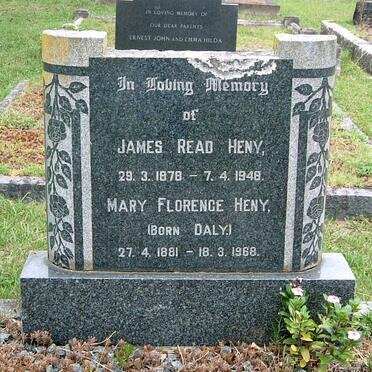 IN LOVING MEMORY OF
OUR DEAR PARENTS
ERNEST JOHN AND EMMA HILDA
In Loving Memory
of
JAMES READ HENY,
29. 3. 1878 - 7. 4. 1948.
MARY FLORENCE HENY,
(BORN DALY.)
27. 4. 1881 - 18. 3. 1968.